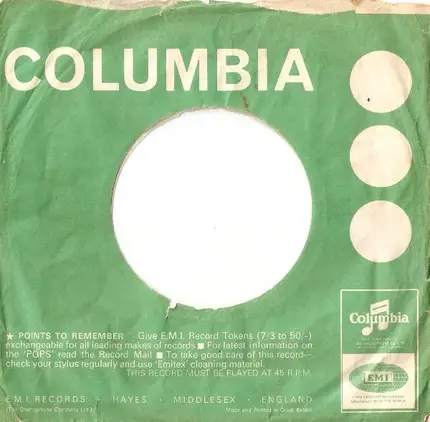 COLUMBIA
★ POINTS TO REMEMBER Give E.M.I. Record Tokens (7/3 to 50/-)
exchangeable for all leading makes of records ■ For latest information on
the "POPS" read the Record Mail ■ To take good care of this record—
check your stylus regularly and use 'Emitex' cleaning material.
THIS RECORD MUST BE PLAYED AT 45 R.P.M.
Columbia
EMI
E.M.I. RECORDS · HAYES · MIDDLESEX · ENGLAND
(The Gramophone Company Ltd.)
Made and Printed in Great Britain